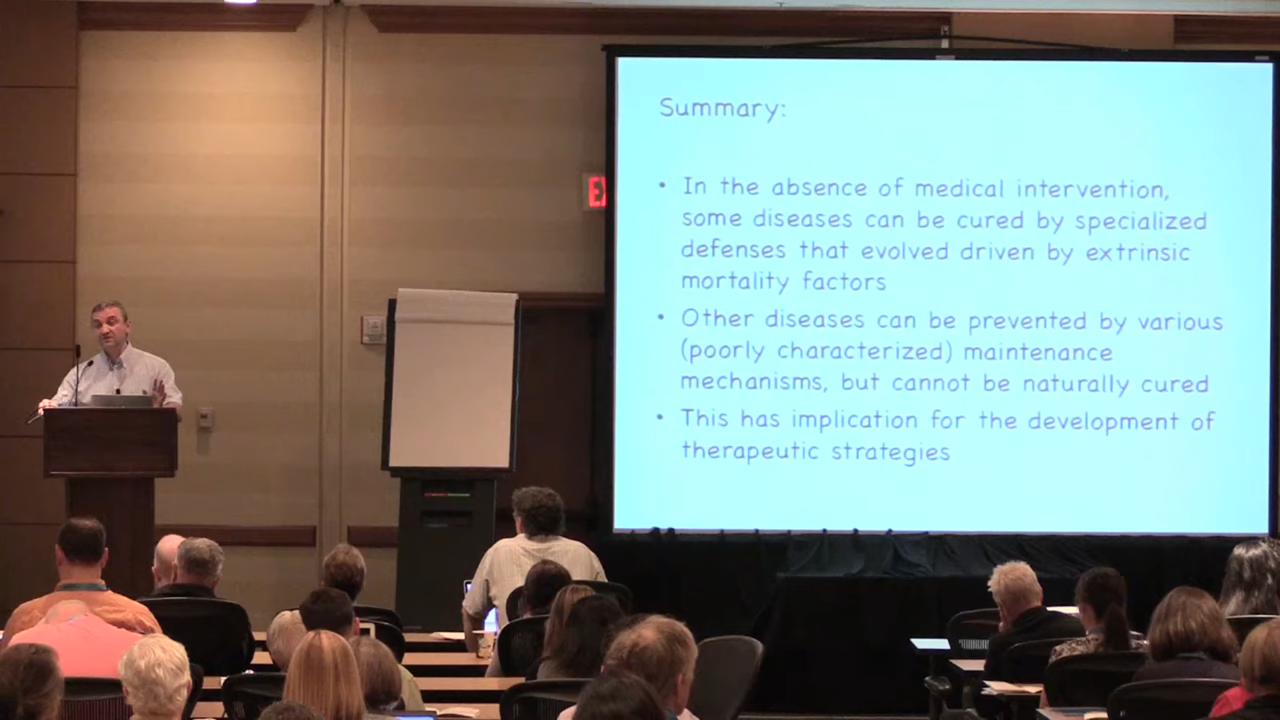 Summary:
• In the absence of medical intervention,
some diseases can be cured by specialized
defenses that evolved driven by extrinsic
mortality factors
• Other diseases can be prevented by various
(poorly characterized) maintenance
mechanisms, but cannot be naturally cured
• This has implication for the development of
therapeutic strategies